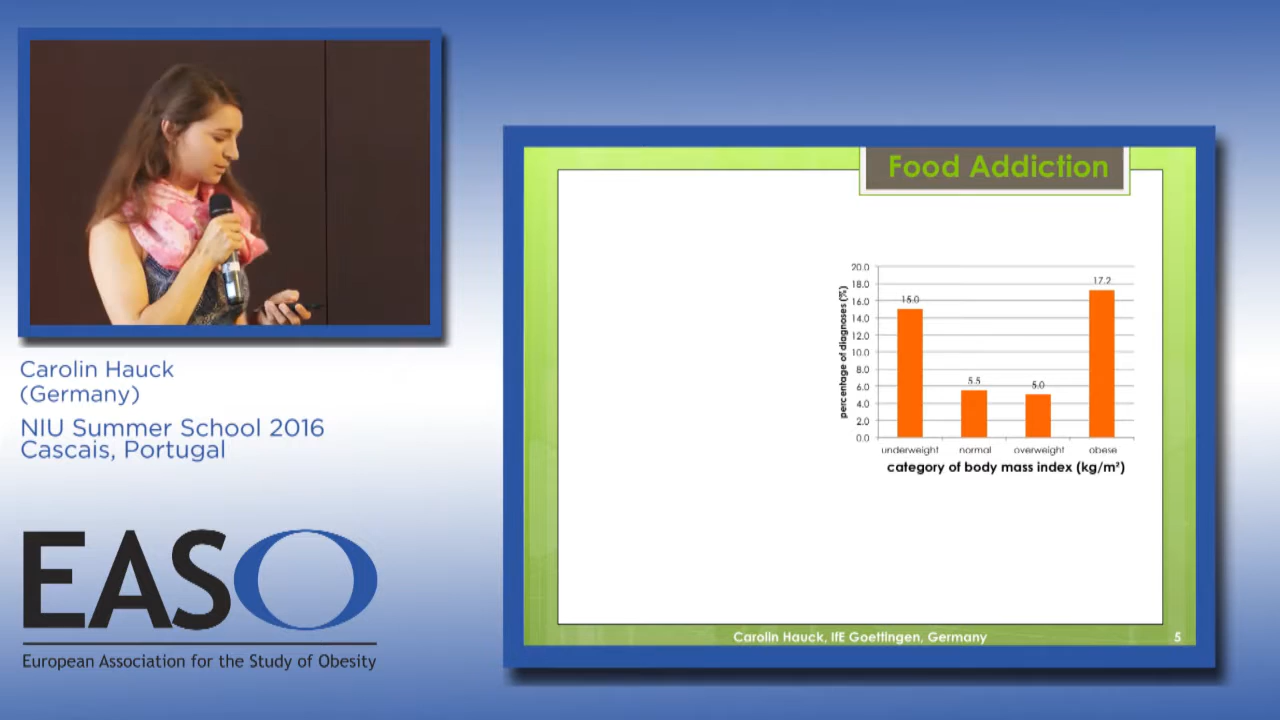 Food Addiction
20.0
18.0
16.0
14.0
12.0
10.0
8.0
6.0
4.0
2.0
0.0
percentage of diagnoses (%)
15.0
5.5
5.0
17.2
underweight normal overweight obese
category of body mass index (kg/m²)
Carolin Hauck, IfE Goettingen, Germany 5
Carolin Hauck
(Germany)
NIU Summer School 2016
Cascais, Portugal
EASO
European Association for the Study of Obesity